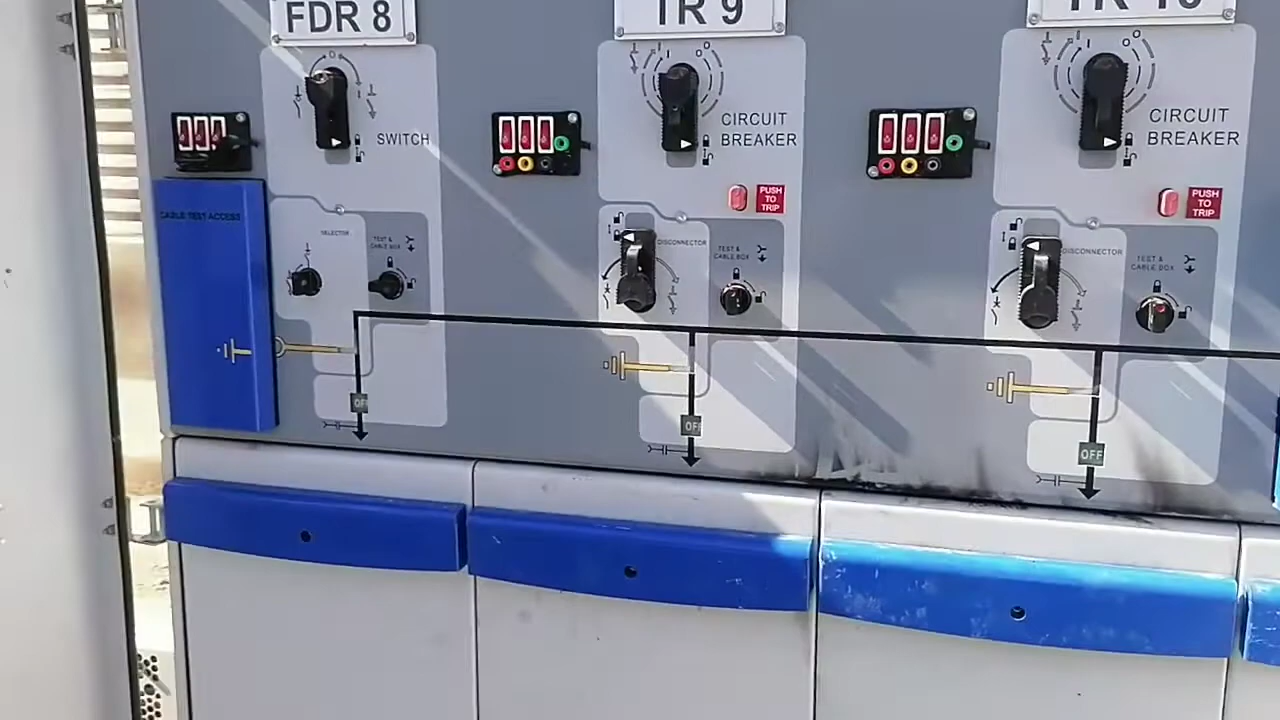 FDR 8
TR 9
SWITCH
CIRCUIT
BREAKER
CIRCUIT
BREAKER
PUSH
TO
TRIP
PUSH
TO
TRIP
CABLE TEST ACCESS
SELECTOR
TEST &
CABLE BOX
DISCONNECTOR
TEST &
CABLE BOX
DISCONNECTOR
TEST &
CABLE BOX
OFF
OFF
OFF